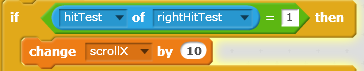 if hitTest of rightHitTest = 1 then
change scrollX by 10